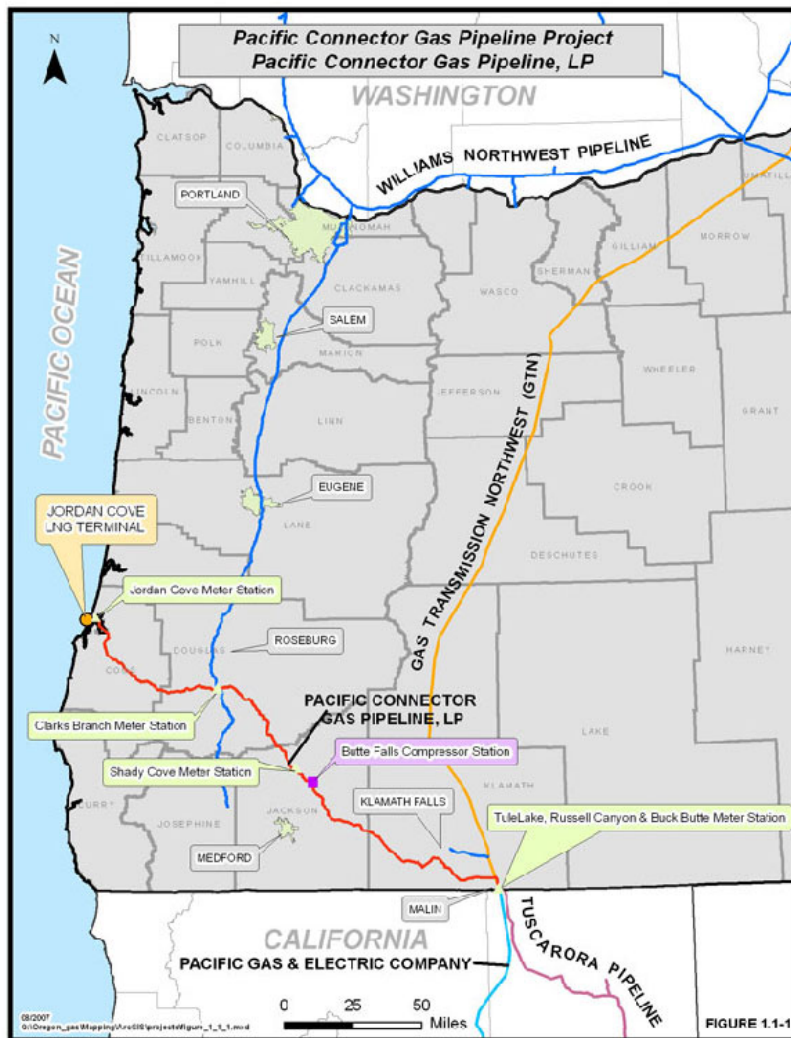 Pacific Connector Gas Pipeline Project
Pacific Connector Gas Pipeline, LP
N
WASHINGTON
WILLIAMS NORTHWEST PIPELINE
CLATSOP
COLUMBIA
PORTLAND
TILLAMOOK
YAMHILL
CLACKAMAS
WASCO
SHERMAN
GILLIAM
MORROW
PACIFIC OCEAN
SALEM
POLK
MARION
LINCOLN
BENTON
LINN
JEFFERSON
WHEELER
GRANT
GAS TRANSMISSION NORTHWEST (GTN)
CROOK
EUGENE
LANE
DESCHUTES
JORDAN COVE
LNG TERMINAL
Jordan Cove Meter Station
DOUGLAS
ROSEBURG
COOS
HARNEY
LAKE
PACIFIC CONNECTOR
GAS PIPELINE, LP
Clarks Branch Meter Station
Shady Cove Meter Station
Butte Falls Compressor Station
CURRY
JOSEPHINE
JACKSON
KLAMATH FALLS
KLAMATH
TuleLake, Russell Canyon & Buck Butte Meter Station
MEDFORD
MALIN
CALIFORNIA
PACIFIC GAS & ELECTRIC COMPANY
TUSCARORA PIPELINE
08/2007
0 25 50
Miles
FIGURE 1.1-1